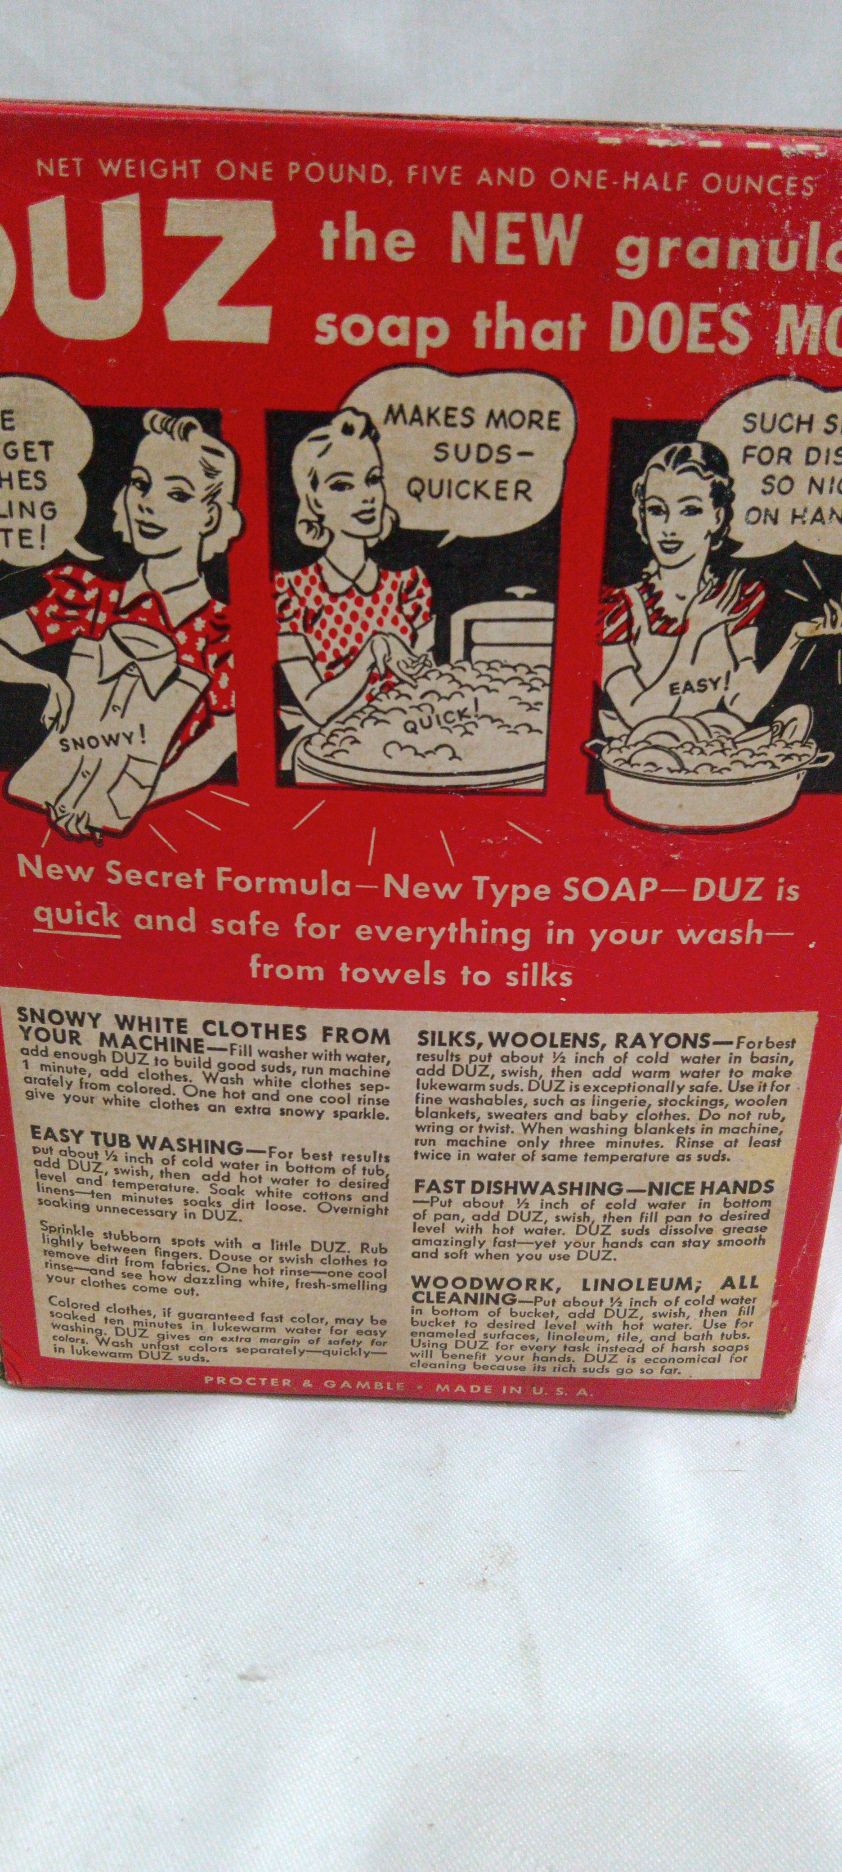 NET WEIGHT ONE POUND, FIVE AND ONE-HALF OUNCES
DUZ the NEW
soap that DOES
GET
MAKES MORE
SUDS—
QUICKER
SUCH
FOR
SO
ON
SNOWY!
QUICK!
EASY!
New Secret Formula—New Type SOAP—DUZ is
quick and safe for everything in your wash—
from towels to silks
SNOWY WHITE CLOTHES FROM
YOUR MACHINE—Fill washer with water,
add enough DUZ to build good suds, run machine
1 minute, add clothes. Wash white clothes sep-
arately from colored. One hot and one cool rinse
give your white clothes an extra snowy sparkle.
EASY TUB WASHING—For best results
put about ½ inch of cold water in bottom of tub,
add DUZ, swish, then add hot water to desired
level and temperature. Soak white cottons and
linens—ten minutes soaks dirt loose. Overnight
soaking unnecessary in DUZ.
Sprinkle stubborn spots with a little DUZ. Rub
lightly between fingers. Douse or swish clothes to
remove dirt from fabrics. One hot rinse—one cool
rinse—and see how dazzling white, fresh-smelling
your clothes come out.
Colored clothes, if guaranteed fast color, may be
soaked ten minutes in lukewarm water for easy
washing. DUZ gives an extra margin of safety for
colors. Wash unfast colors separately—quickly—
in lukewarm DUZ suds.
SILKS, WOOLENS, RAYONS—For best
results put about ½ inch of cold water in basin,
add DUZ, swish, then add warm water to make
lukewarm suds. DUZ is exceptionally safe. Use it for
fine washables, such as lingerie, stockings, woolen
blankets, sweaters and baby clothes. Do not rub,
wring or twist. When washing blankets in machine,
run machine only three minutes. Rinse at least
twice in water of same temperature as suds.
FAST DISHWASHING—NICE HANDS
—Put about ½ inch of cold water in bottom
of pan, add DUZ, swish, then fill pan to desired
level with hot water. DUZ suds dissolve grease
amazingly fast—yet your hands can stay smooth
and soft when you use DUZ.
WOODWORK, LINOLEUM; ALL
CLEANING—Put about ½ inch of cold water
in bottom of bucket, add DUZ, swish, then fill
bucket to desired level with hot water. Use for
enameled surfaces, linoleum, tile, and bath tubs.
Using DUZ for every task instead of harsh soaps
will benefit your hands. DUZ is economical for
cleaning because its rich suds go so far.
PROCTER & GAMBLE • MADE IN U. S. A.